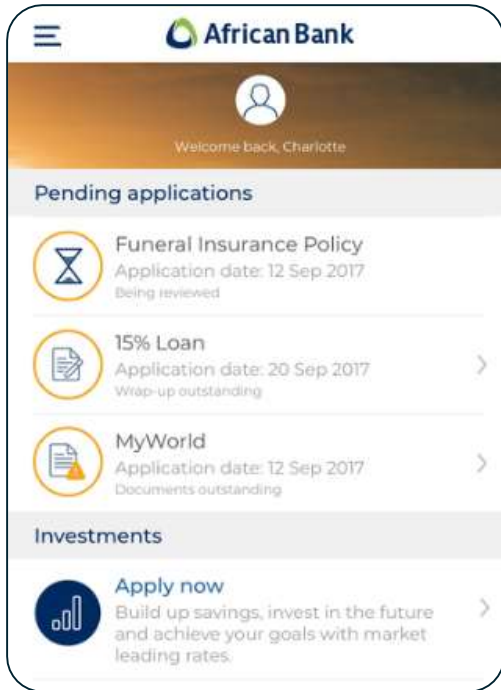 African Bank
Welcome back, Charlotte
Pending applications
Funeral Insurance Policy
Application date: 12 Sep 2017
Being reviewed
15% Loan
Application date: 20 Sep 2017
Wrap-up outstanding
MyWorld
Application date: 12 Sep 2017
Documents outstanding
Investments
Apply now
Build up savings, invest in the future
and achieve your goals with market
leading rates.